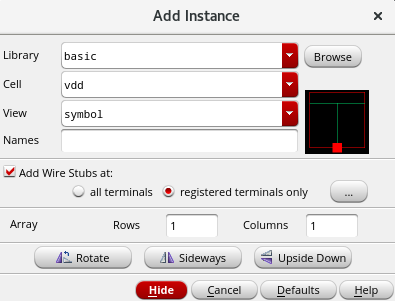 Add Instance
Library basic Browse
Cell vdd
View symbol
Names
Add Wire Stubs at:
all terminals registered terminals only ...
Array Rows 1 Columns 1
Rotate Sideways Upside Down
Hide Cancel Defaults Help